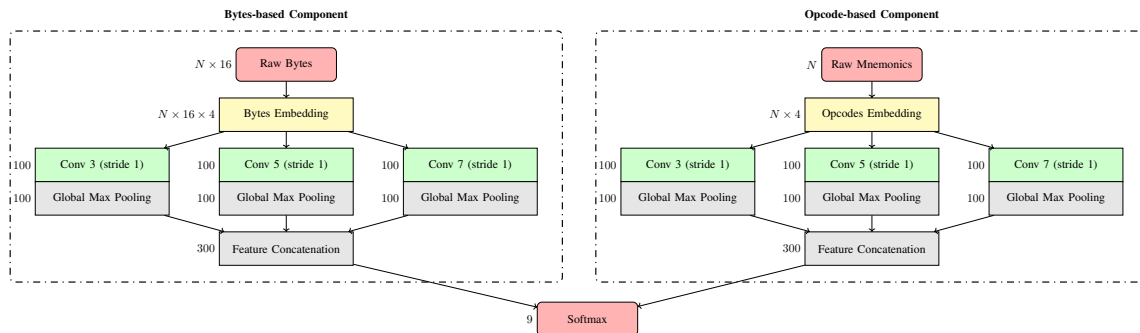 Bytes-based Component
Opcode-based Component
N × 16 Raw Bytes
N Raw Mnemonics
N × 16 × 4 Bytes Embedding
N × 4 Opcodes Embedding
100 Conv 3 (stride 1) 100 Conv 5 (stride 1) 100 Conv 7 (stride 1)
100 Conv 3 (stride 1) 100 Conv 5 (stride 1) 100 Conv 7 (stride 1)
100 Global Max Pooling 100 Global Max Pooling 100 Global Max Pooling
100 Global Max Pooling 100 Global Max Pooling 100 Global Max Pooling
300 Feature Concatenation
300 Feature Concatenation
9 Softmax